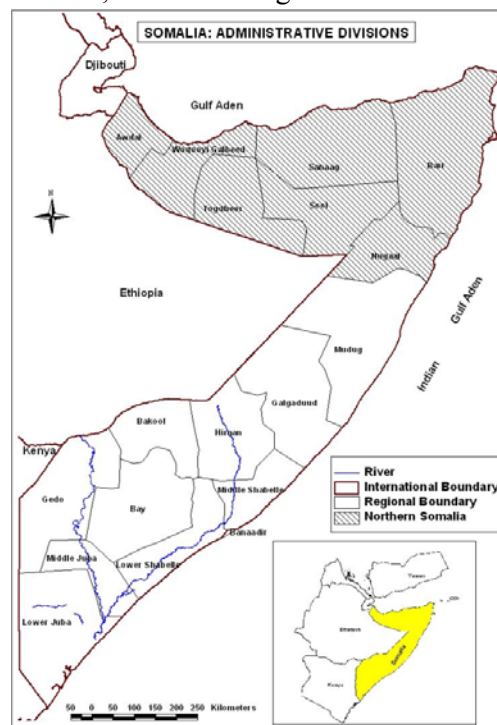 SOMALIA: ADMINISTRATIVE DIVISIONS
Djibouti
Gulf Aden
Awdal
Woqooyi Galbeed
Sanaag
Bari
Togdheer
Sool
N
Nugaal
Ethiopia
Gulf Aden
Indian
Mudug
Galgaduud
Bakool
Hiraan
Kenya
Gedo
Bay
Middle Shabelle
Banaadir
Middle Juba
Lower Shabelle
Lower Juba
River
International Boundary
Regional Boundary
Northern Somalia
Yemen
Ethiopia
Somalia
Kenya
50 0 50 100 150 200 250 Kilometers